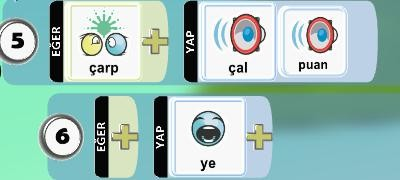 5 EĞER çarp YAP çal puan
6 EĞER YAP ye